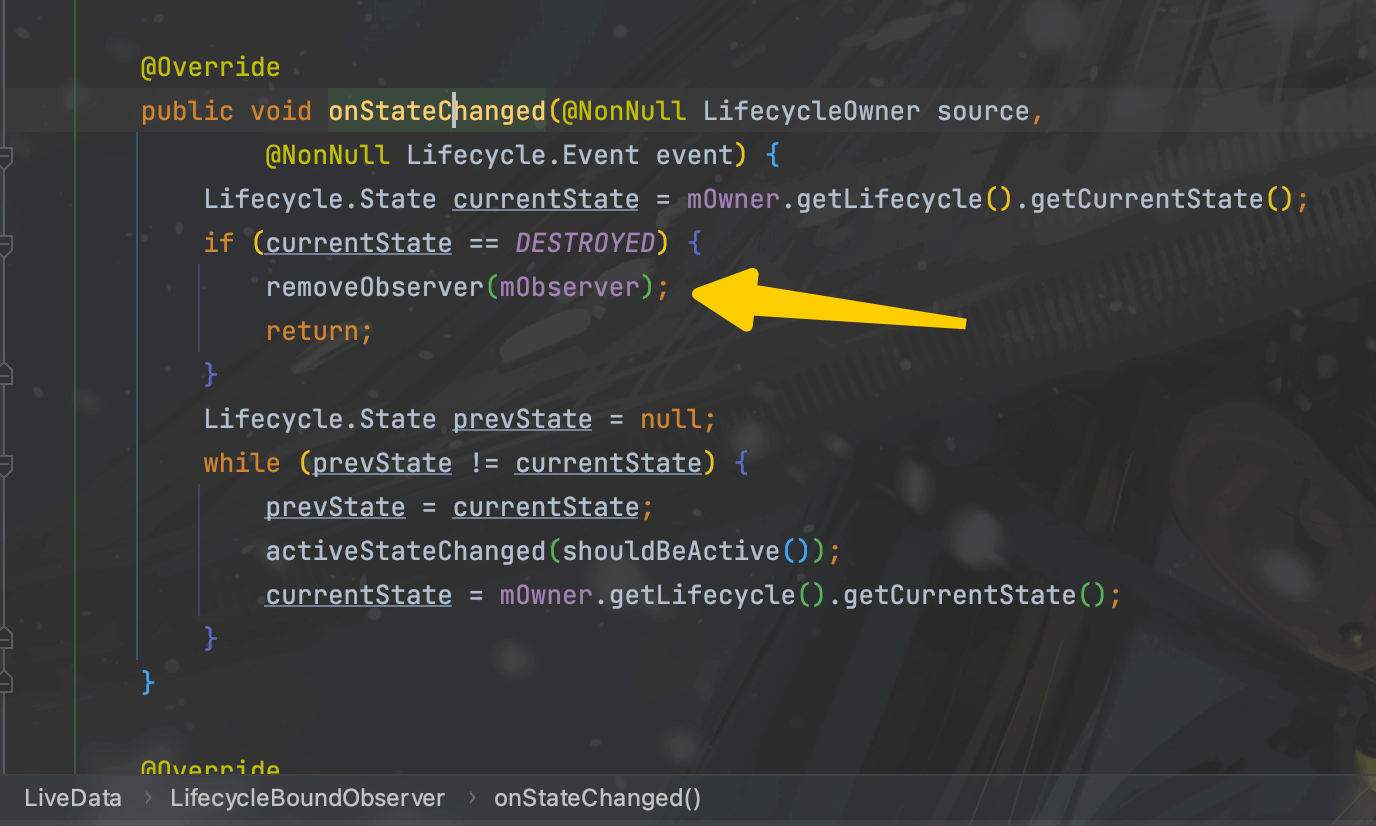 @Override
public void onStateChanged(@NonNull LifecycleOwner source,
@NonNull Lifecycle.Event event) {
Lifecycle.State currentState = mOwner.getLifecycle().getCurrentState();
if (currentState == DESTROYED) {
removeObserver(mObserver);
return;
}
Lifecycle.State prevState = null;
while (prevState != currentState) {
prevState = currentState;
activeStateChanged(shouldBeActive());
currentState = mOwner.getLifecycle().getCurrentState();
}
}
@Override
LiveData › LifecycleBoundObserver › onStateChanged()